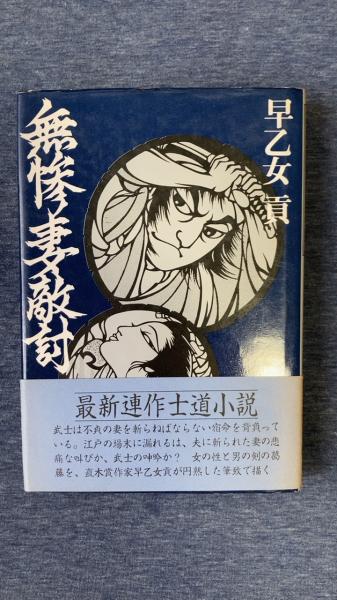 早乙女貢
無惨妻敵討
最新連作士道小説
武士は不貞の妻を斬らねばならない宿命を背負って
いる。江戸の場末に漏れるは、夫に斬られた妻の悲
痛な叫びか、武士の呻吟か？　女の性と男の剣の葛
藤を、直木賞作家早乙女貢が円熟した筆致で描く